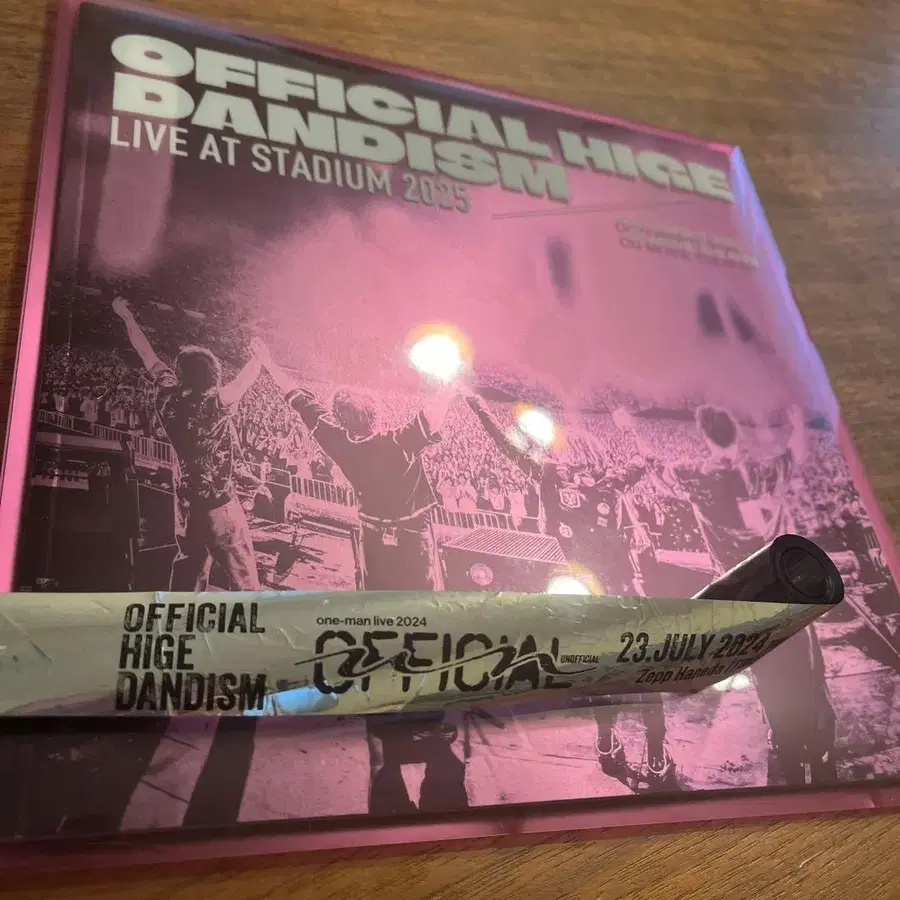 OFFICIAL HIGE
DANDISM
LIVE AT STADIUM 2025
OFFICIAL
HIGE
DANDISM
one-man live 2024
OFFICIAL
UNOFFICIAL
23.JULY 2024
Zepp Haneda